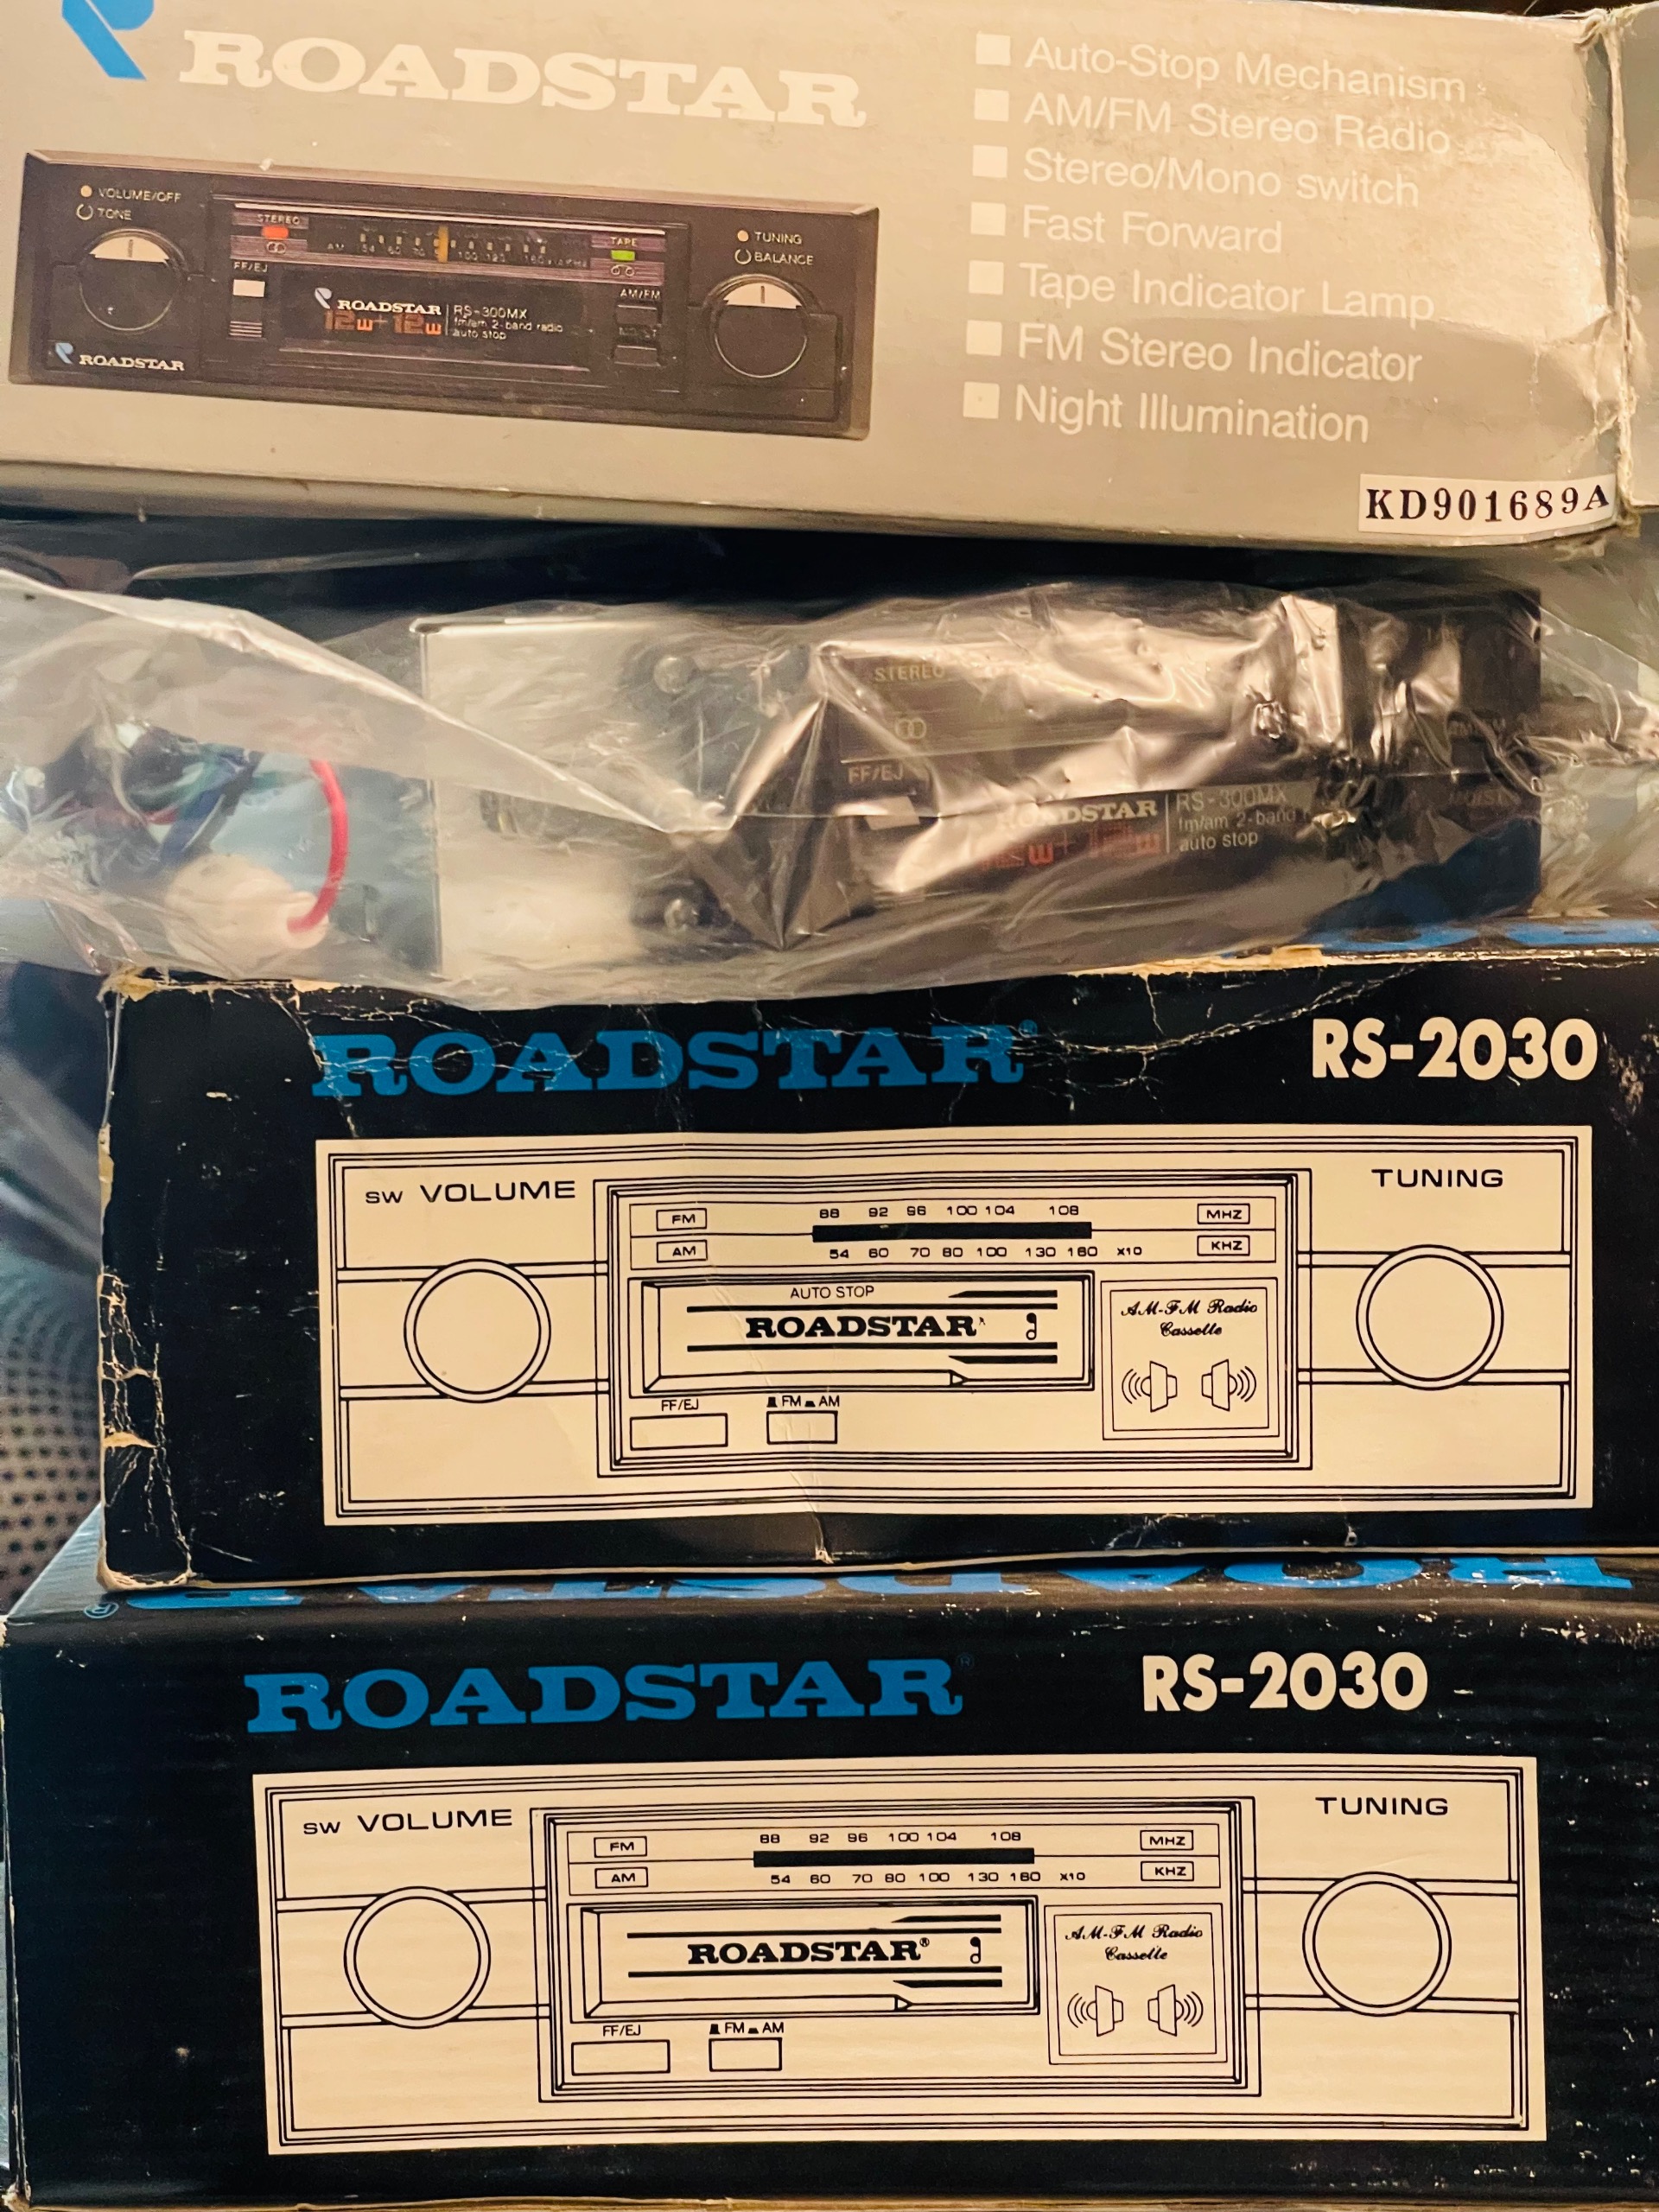 ROADSTAR
Auto-Stop Mechanism
AM/FM Stereo Radio
Stereo/Mono switch
Fast Forward
Tape Indicator Lamp
FM Stereo Indicator
Night Illumination
KD901689A
VOLUME/OFF
TONE
STEREO
TAPE
TUNING
BALANCE
FF/EJ
AM/FM
ROADSTAR
12w+12w
RS-300MX
fm/am 2-band radio
auto stop
ROADSTAR
STEREO
FF/EJ
ROADSTAR
RS-300MX
fm/am 2-band
auto stop
ROADSTAR RS-2030
SW VOLUME
TUNING
FM 88 92 96 100 104 108 MHZ
AM 54 60 70 80 100 130 160 x10 KHZ
AUTO STOP
ROADSTAR
AM-FM Radio
Cassette
FF/EJ FM AM
ROADSTAR
ROADSTAR® RS-2030
SW VOLUME
TUNING
FM 88 92 96 100 104 108 MHZ
AM 54 60 70 80 100 130 160 x10 KHZ
ROADSTAR®
AM-FM Radio
Cassette
FF/EJ FM AM